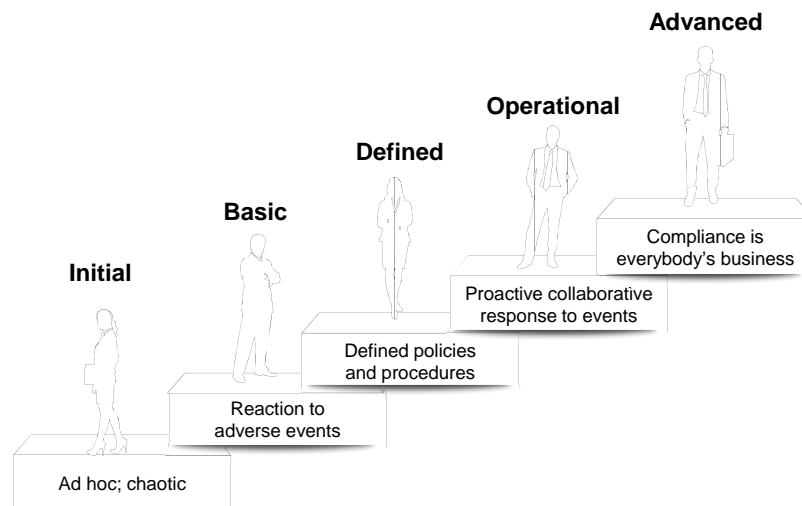 Advanced
Operational
Defined
Basic
Initial
Compliance is
everybody's business
Proactive collaborative
response to events
Defined policies
and procedures
Reaction to
adverse events
Ad hoc; chaotic